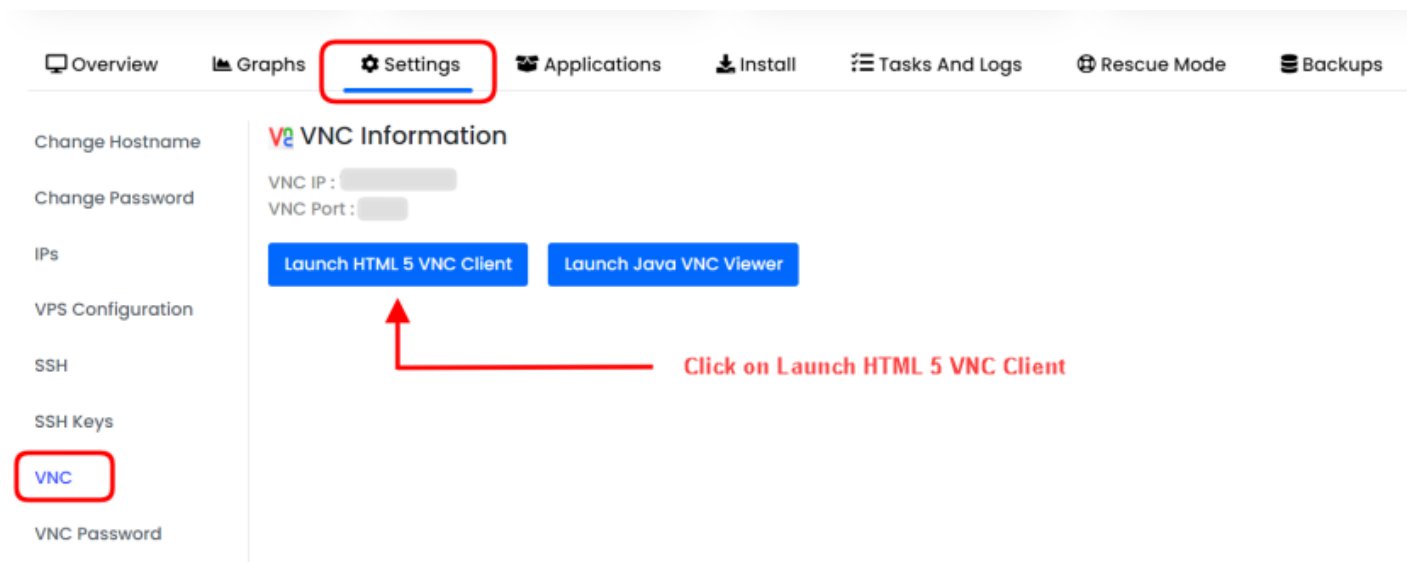 Overview Graphs Settings Applications Install Tasks And Logs Rescue Mode Backups
Change Hostname
Change Password
IPs
VPS Configuration
SSH
SSH Keys
VNC
VNC Password
VNC Information
VNC IP :
VNC Port :
Launch HTML 5 VNC Client Launch Java VNC Viewer
Click on Launch HTML 5 VNC Client